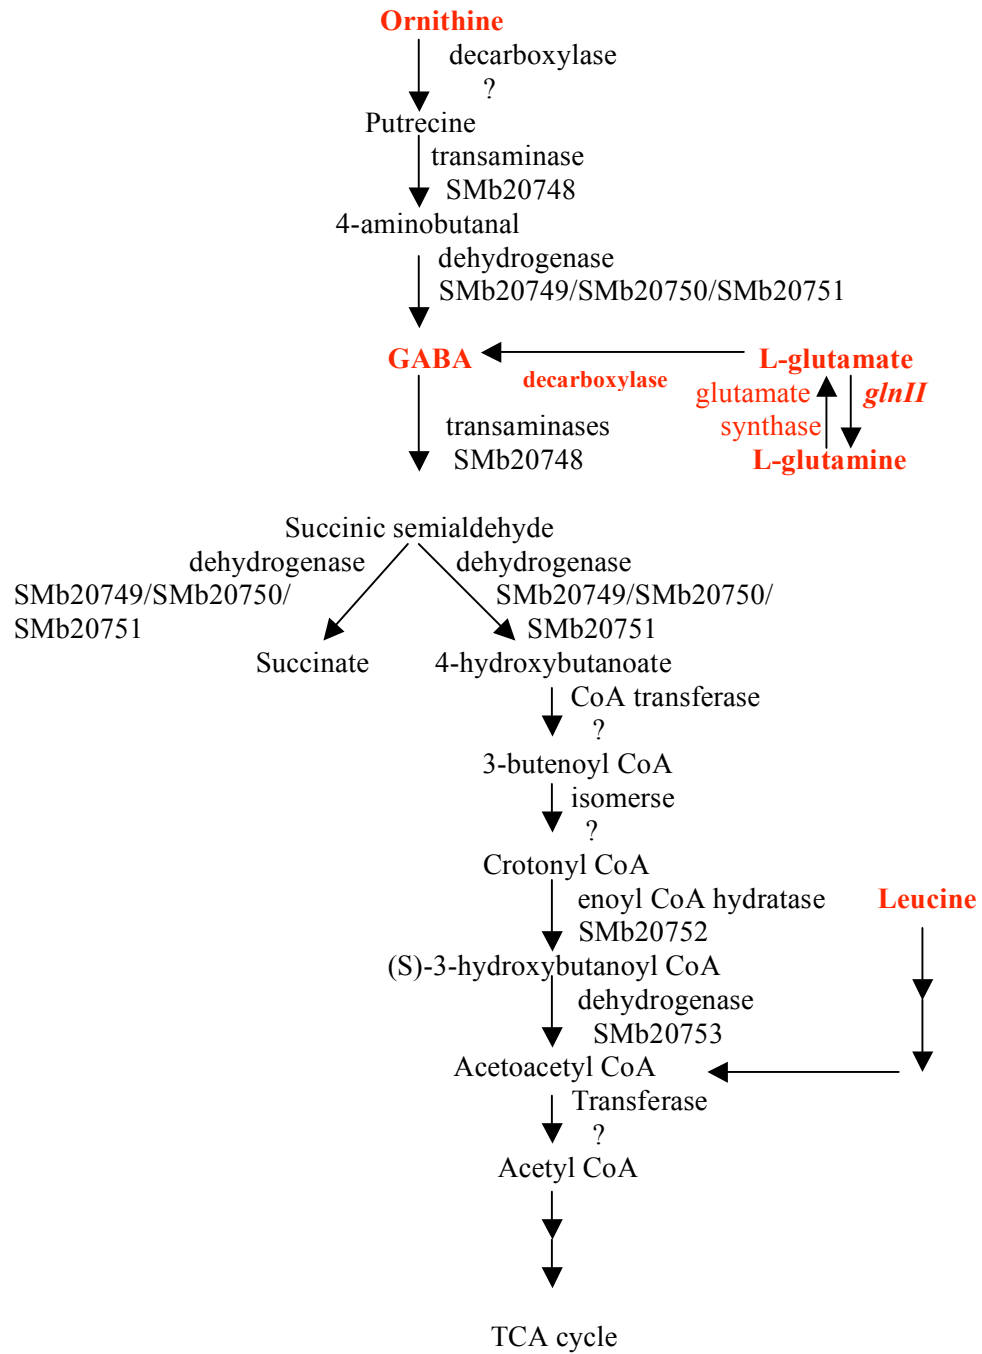 Ornithine
decarboxylase
?
Putrecine
transaminase
SMb20748
4-aminobutanal
dehydrogenase
SMb20749/SMb20750/SMb20751
GABA
decarboxylase
L-glutamate
glutamate
synthase
glnII
L-glutamine
transaminases
SMb20748
Succinic semialdehyde
dehydrogenase
SMb20749/SMb20750/
SMb20751
dehydrogenase
SMb20749/SMb20750/
SMb20751
Succinate
4-hydroxybutanoate
CoA transferase
?
3-butenoyl CoA
isomerse
?
Crotonyl CoA
enoyl CoA hydratase
SMb20752
Leucine
(S)-3-hydroxybutanoyl CoA
dehydrogenase
SMb20753
Acetoacetyl CoA
Transferase
?
Acetyl CoA
TCA cycle